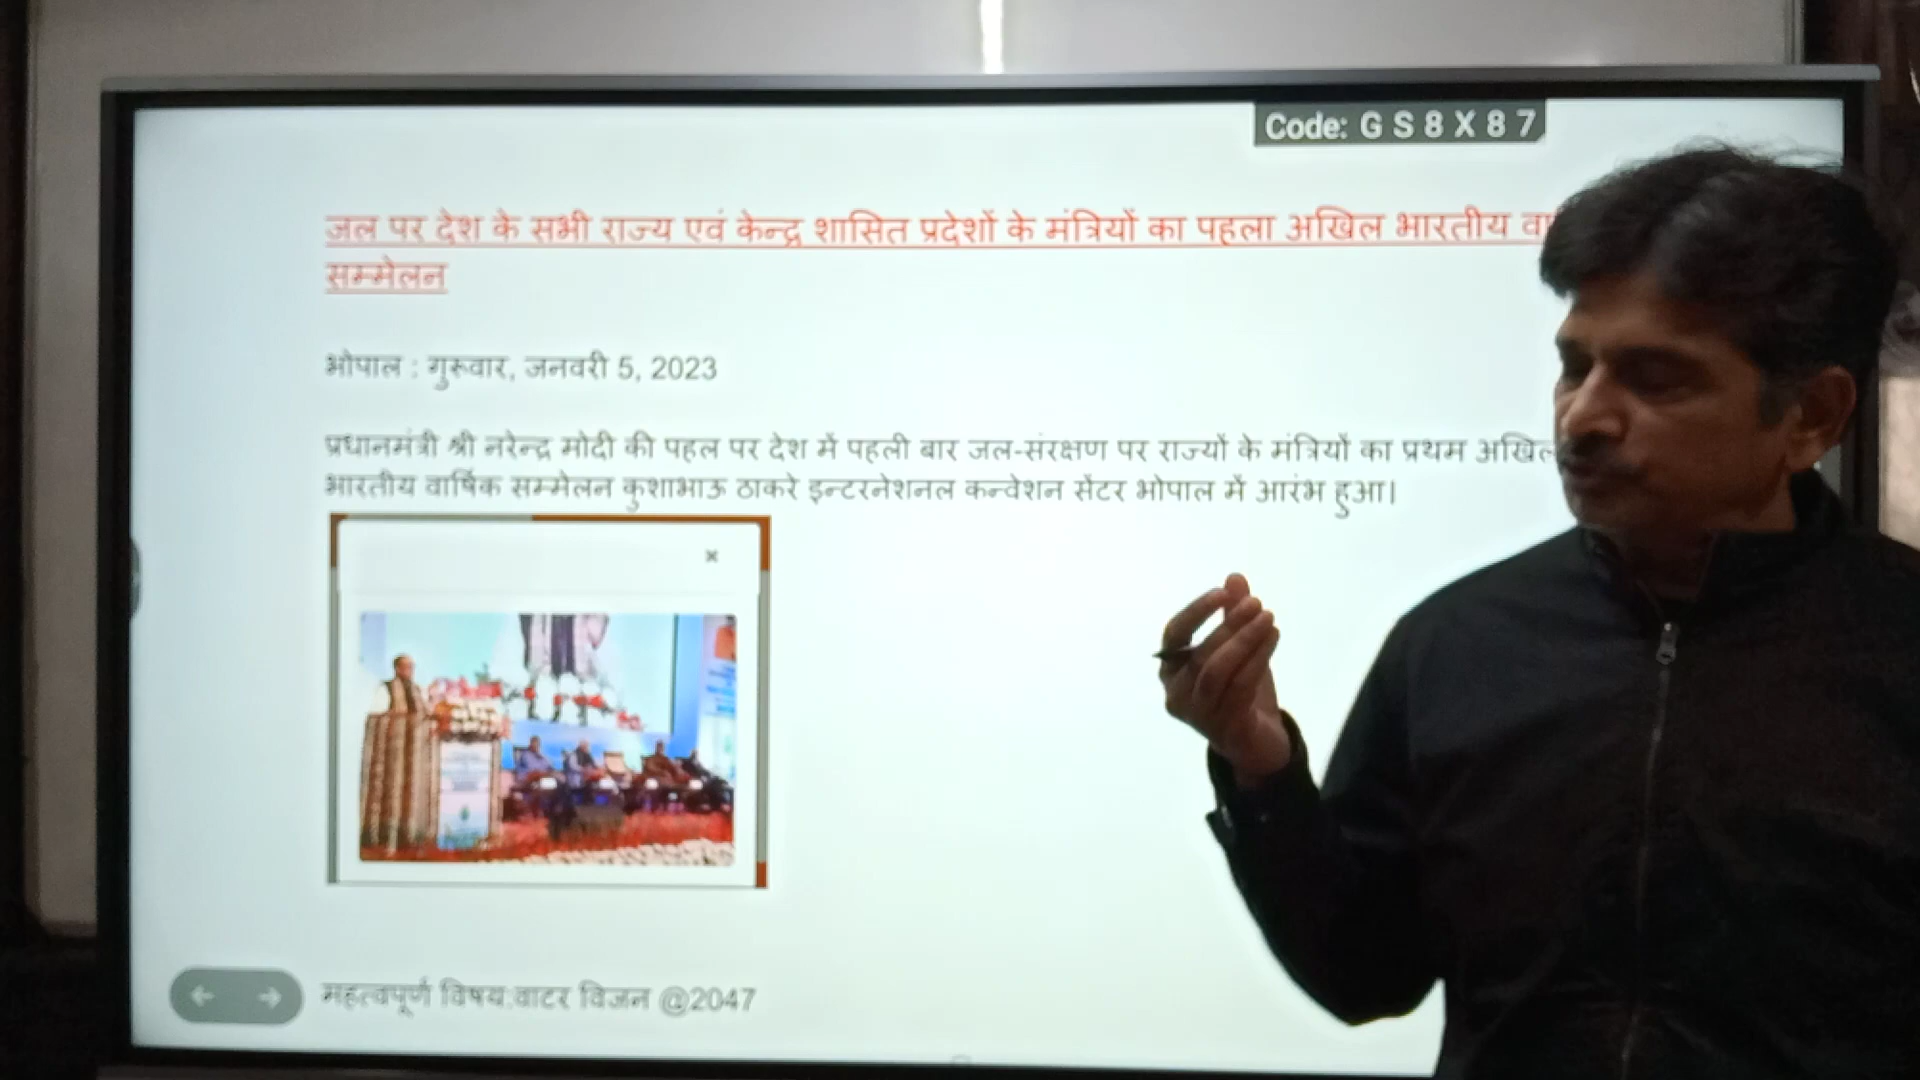 Code: G S 8 X 8 7
जल पर देश के सभी राज्य एवं केन्द्र शासित प्रदेशों के मंत्रियों का पहला अखिल भारतीय
सम्मेलन
भोपाल : गुरूवार, जनवरी 5, 2023
प्रधानमंत्री श्री नरेन्द्र मोदी की पहल पर देश में पहली बार जल-संरक्षण पर राज्यों के मंत्रियों का प्रथम अखिल
भारतीय वार्षिक सम्मेलन कुशाभाऊ ठाकरे इन्टरनेशनल कन्वेशन सेंटर भोपाल में आरंभ हुआ।
महत्वपूर्ण विषय:वाटर विजन @2047